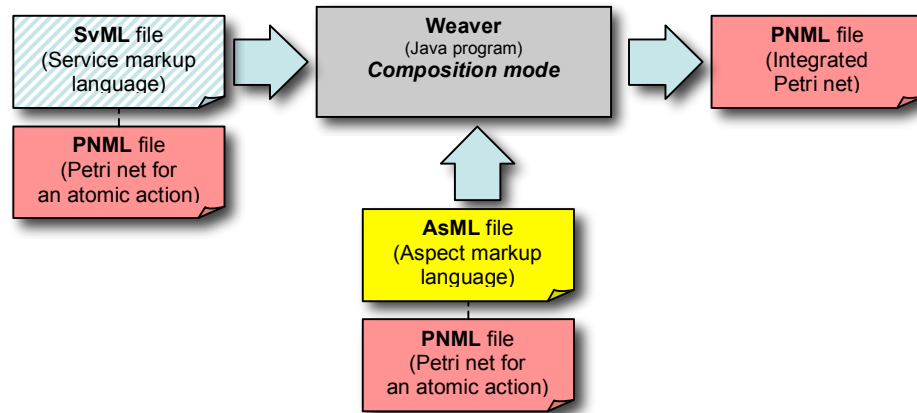 SvML file
(Service markup
language)
PNML file
(Petri net for
an atomic action)
Weaver
(Java program)
Composition mode
PNML file
(Integrated
Petri net)
AsML file
(Aspect markup
language)
PNML file
(Petri net for
an atomic action)